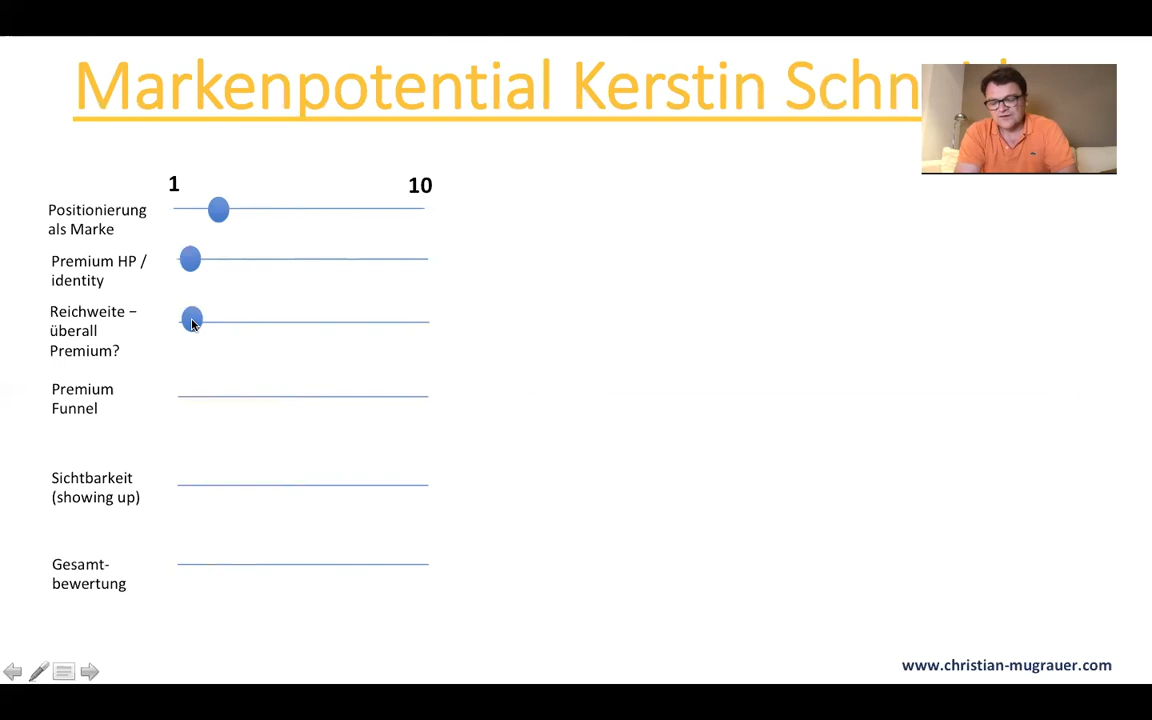 Markenpotential Kerstin
1
10
Positionierung
als Marke
Premium HP /
identity
Reichweite –
überall
Premium?
Premium
Funnel
Sichtbarkeit
(showing up)
Gesamt-
bewertung
www.christian-mugrauer.com